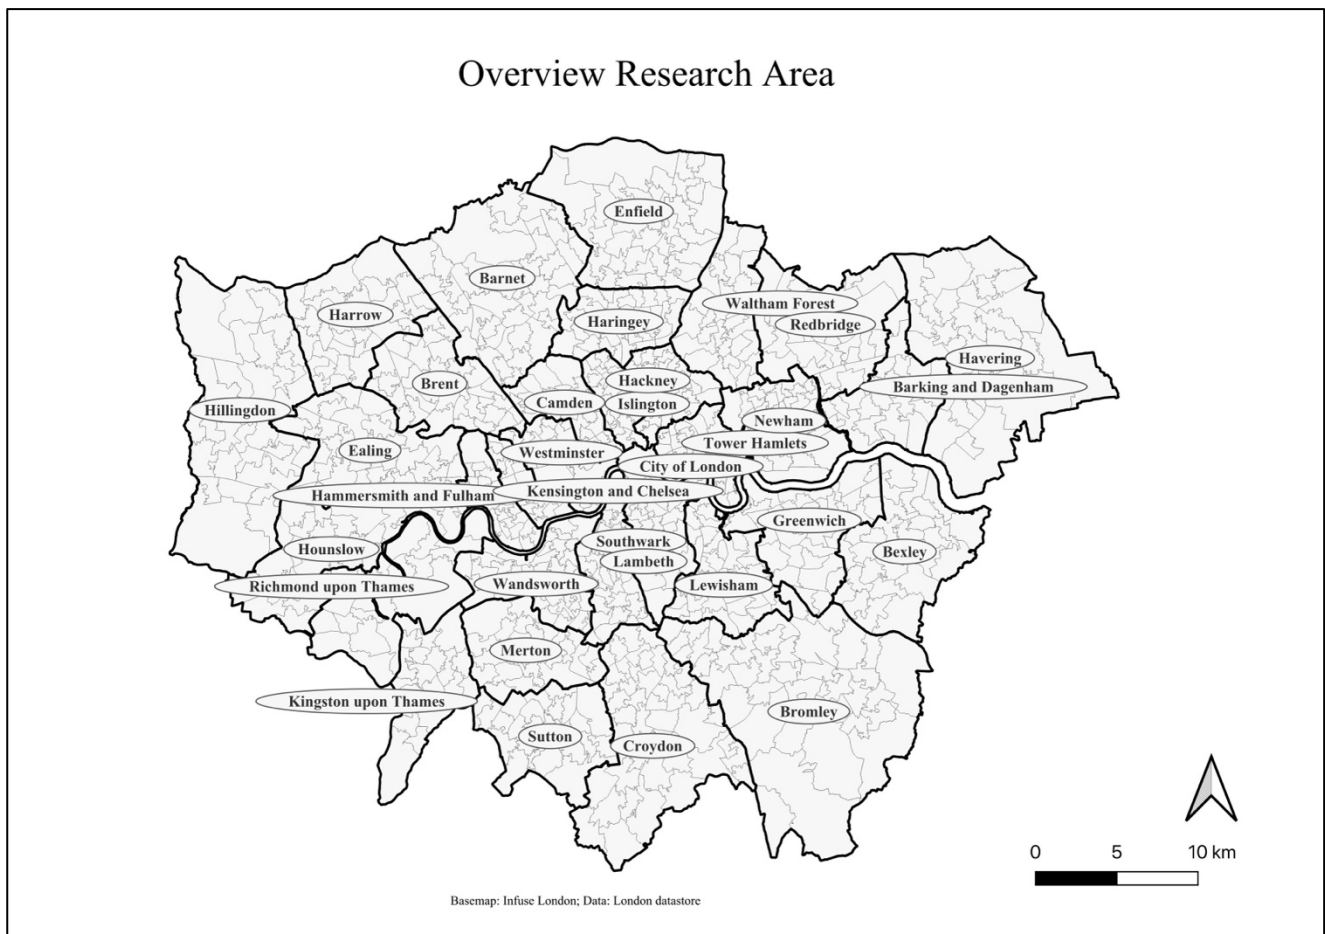 Overview Research Area
Enfield
Barnet
Waltham Forest
Harrow
Haringey
Redbridge
Havering
Hackney
Brent
Barking and Dagenham
Camden
Islington
Hillingdon
Newham
Tower Hamlets
Ealing
Westminster
City of London
Hammersmith and Fulham
Kensington and Chelsea
Greenwich
Southwark
Hounslow
Bexley
Lambeth
Richmond upon Thames
Wandsworth
Lewisham
Merton
Kingston upon Thames
Bromley
Sutton
Croydon
0 5 10 km
Basemap: Infuse London; Data: London datastore